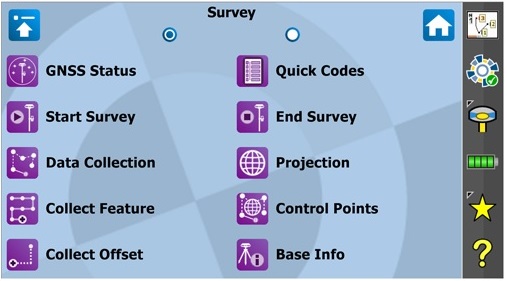 Survey
GNSS Status
Quick Codes
Start Survey
End Survey
Data Collection
Projection
Collect Feature
Control Points
Collect Offset
Base Info